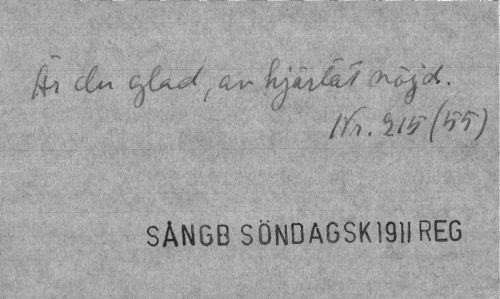 Är du glad, av hjärtat nöjd.
Nr. 215 (55)
SÅNGB SÖNDAGSK 1911 REG